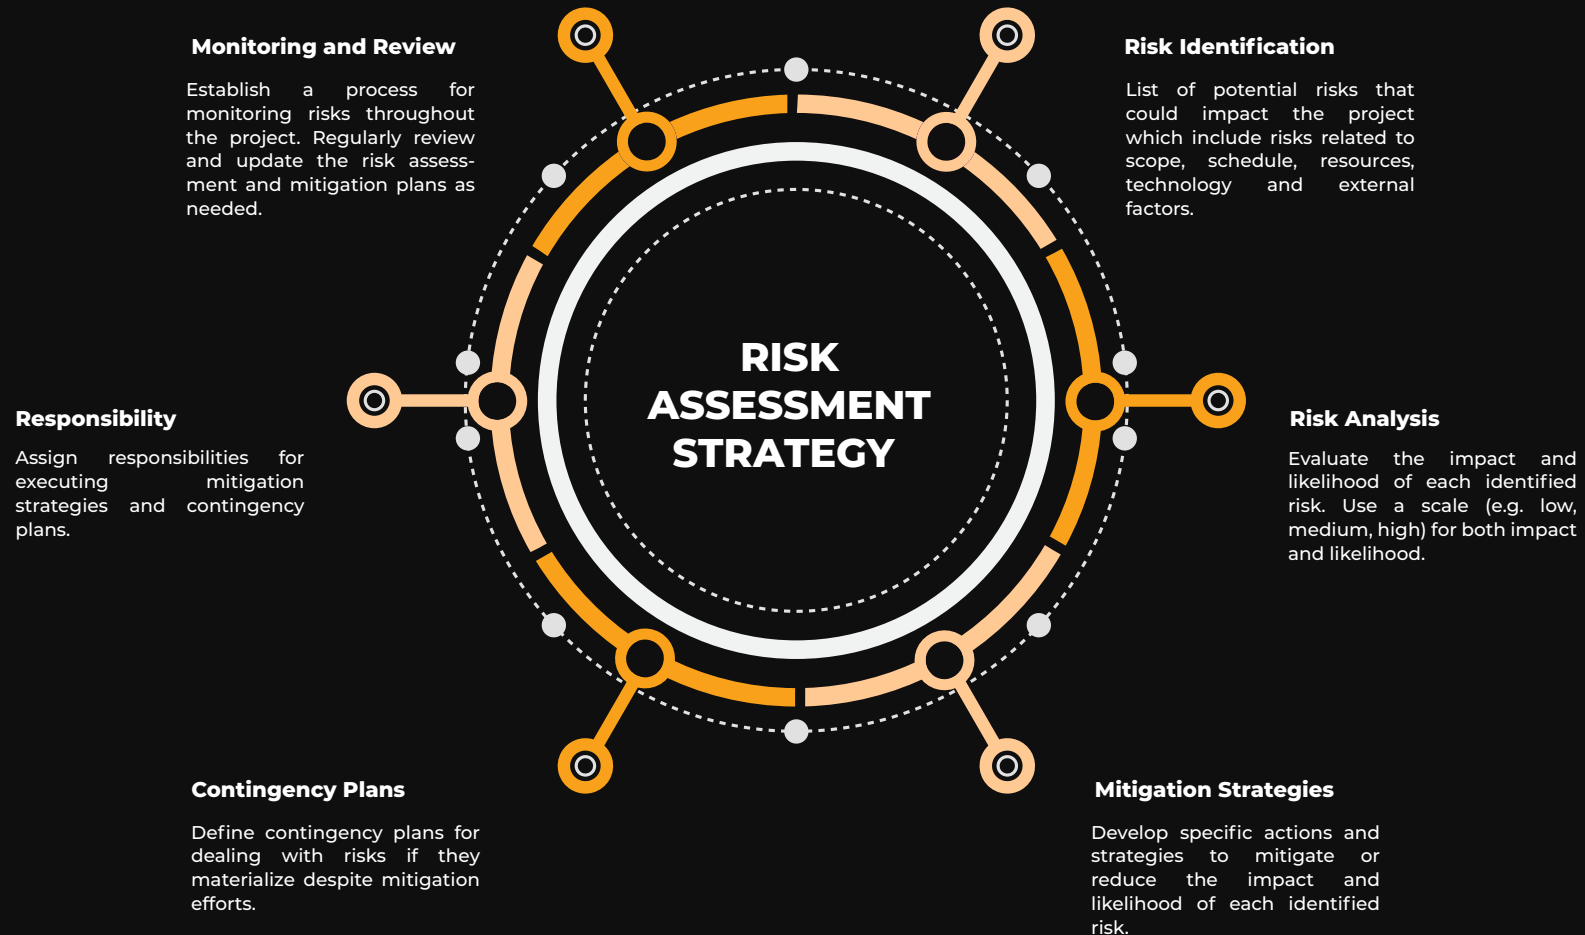 Monitoring and Review
Establish a process for
monitoring risks throughout
the project. Regularly review
and update the risk assess-
ment and mitigation plans as
needed.
Risk Identification
List of potential risks that
could impact the project
which include risks related to
scope, schedule, resources,
technology and external
factors.
RISK
ASSESSMENT
STRATEGY
Responsibility
Assign responsibilities for
executing mitigation
strategies and contingency
plans.
Risk Analysis
Evaluate the impact and
likelihood of each identified
risk. Use a scale (e.g. low,
medium, high) for both impact
and likelihood.
Contingency Plans
Define contingency plans for
dealing with risks if they
materialize despite mitigation
efforts.
Mitigation Strategies
Develop specific actions and
strategies to mitigate or
reduce the impact and
likelihood of each identified
risk.